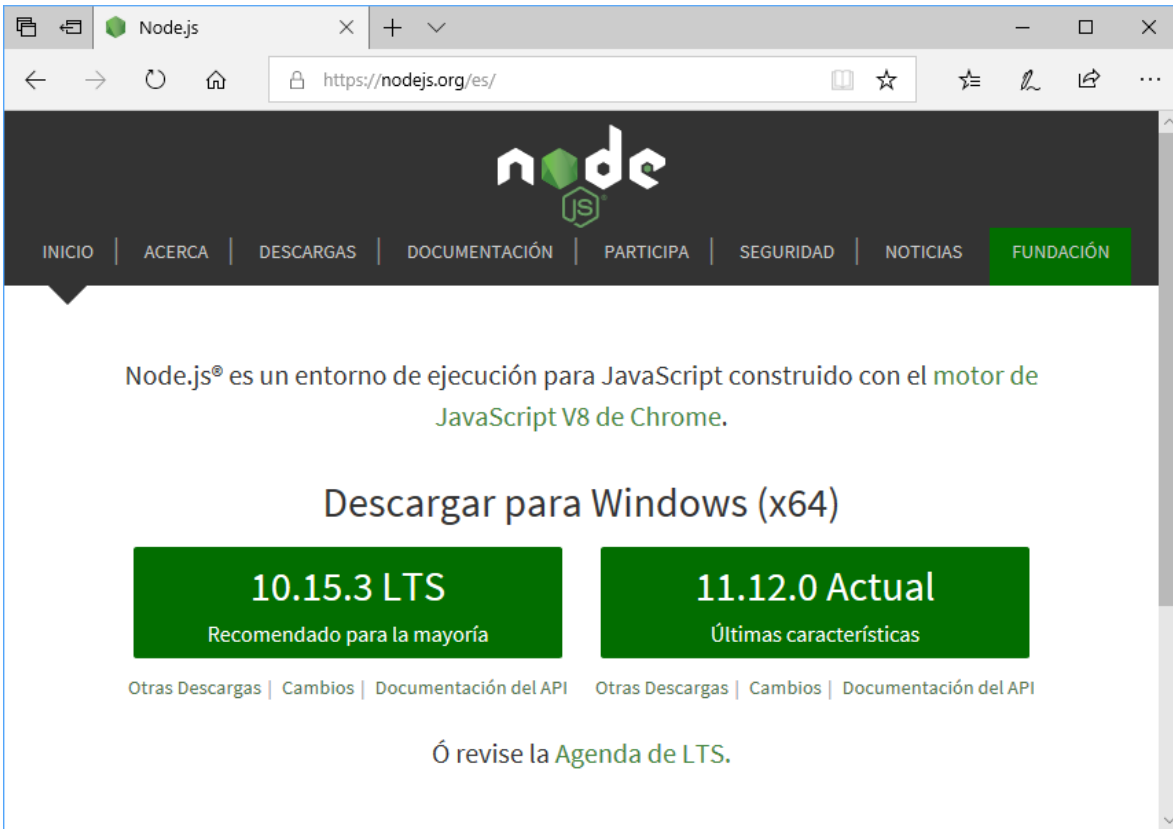 Node.js
https://nodejs.org/es/
node
JS
INICIO | ACERCA | DESCARGAS | DOCUMENTACIÓN | PARTICIPA | SEGURIDAD | NOTICIAS FUNDACIÓN
Node.js® es un entorno de ejecución para JavaScript construido con el motor de
JavaScript V8 de Chrome.
Descargar para Windows (x64)
10.15.3 LTS
Recomendado para la mayoría
11.12.0 Actual
Últimas características
Otras Descargas | Cambios | Documentación del API
Otras Descargas | Cambios | Documentación del API
Ó revise la Agenda de LTS.